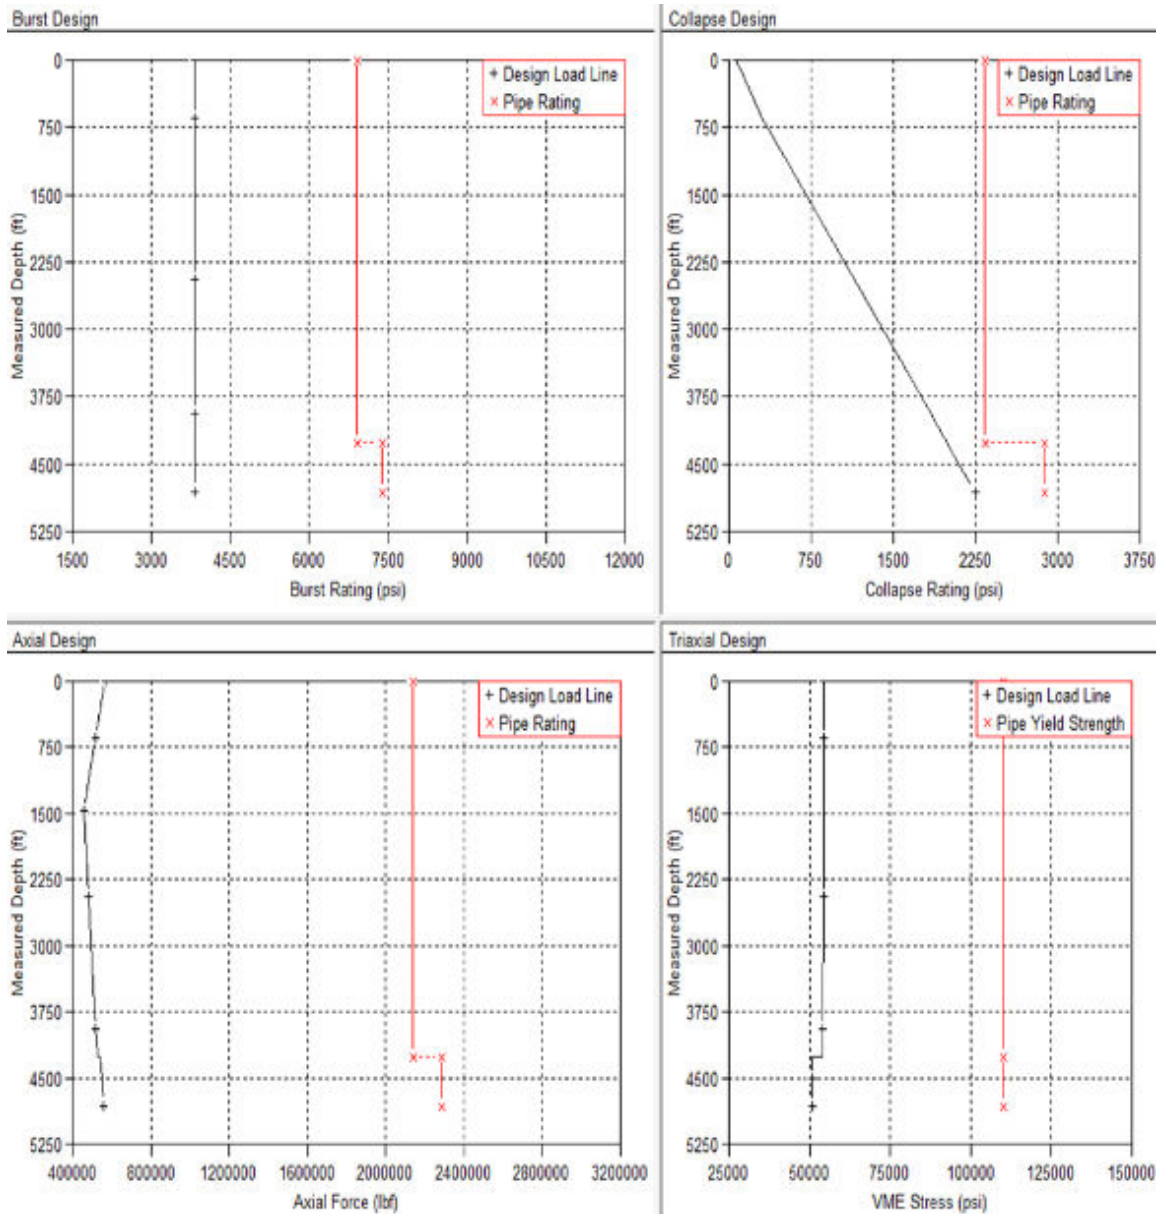 Burst Design
Design Load Line
Pipe Rating
0
750
1500
2250
3000
3750
4500
5250
Measured Depth (ft)
1500 3000 4500 6000 7500 9000 10500 12000
Burst Rating (psi)
Collapse Design
Design Load Line
Pipe Rating
0
750
1500
2250
3000
3750
4500
5250
Measured Depth (ft)
0 750 1500 2250 3000 3750
Collapse Rating (psi)
Axial Design
Design Load Line
Pipe Rating
0
750
1500
2250
3000
3750
4500
5250
Measured Depth (ft)
400000 800000 1200000 1600000 2000000 2400000 2800000 3200000
Axial Force (lbf)
Triaxial Design
Design Load Line
Pipe Yield Strength
0
750
1500
2250
3000
3750
4500
5250
Measured Depth (ft)
25000 50000 75000 100000 125000 150000
VME Stress (psi)